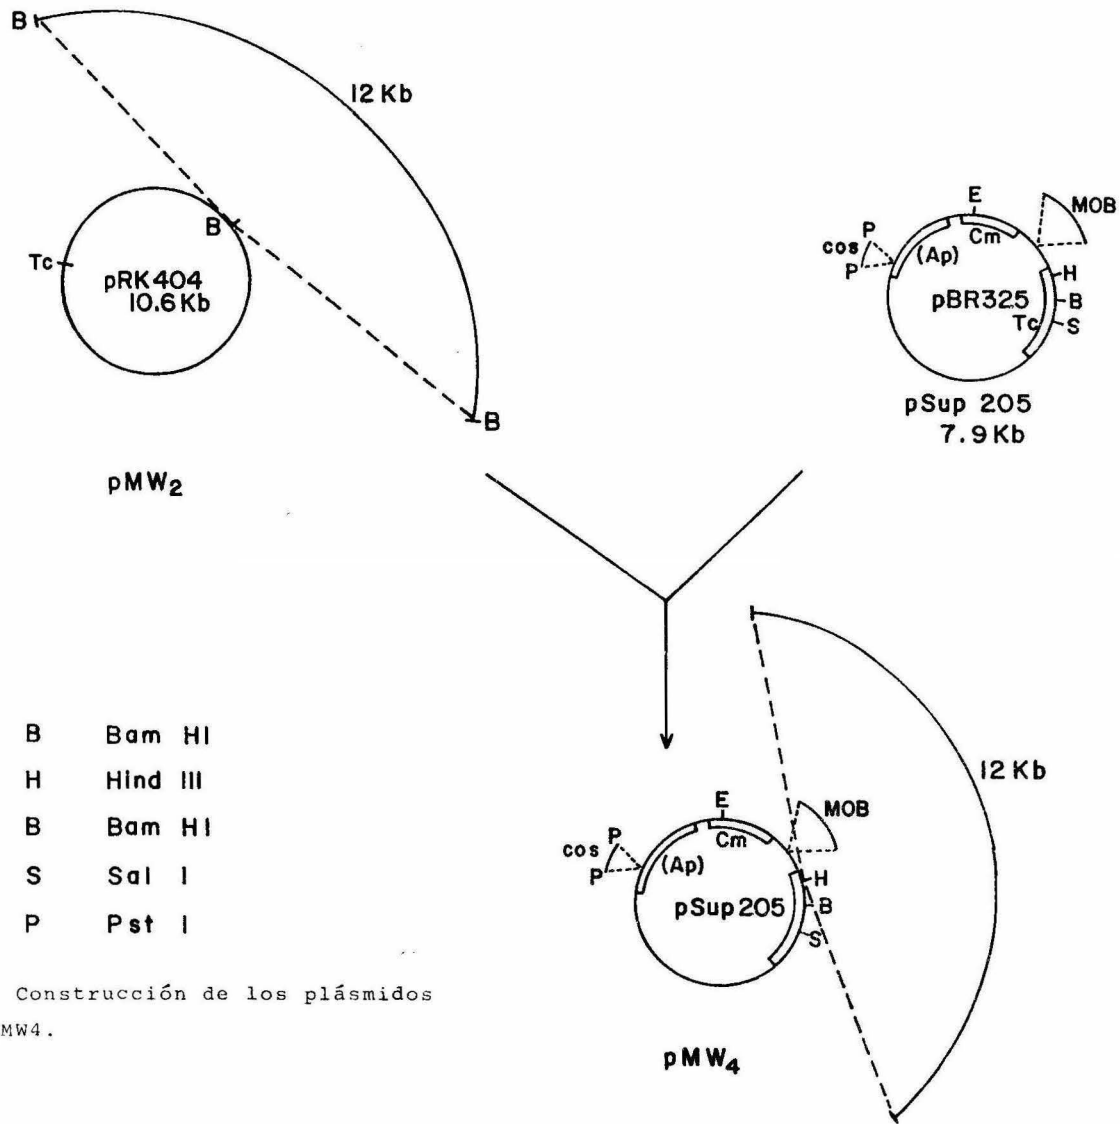 B
12 Kb
B
Tc
pRK404
10.6 Kb
B
pMW2
E
MOB
P
cos
P
(Ap)
Cm
H
pBR325
B
Tc
S
pSup 205
7.9 Kb
B Bam HI
H Hind III
B Bam HI
S Sal I
P Pst I
12 Kb
E
MOB
P
cos
P
(Ap)
Cm
H
pSup205
B
S
pMW4
Construcción de los plásmidos
MW4.